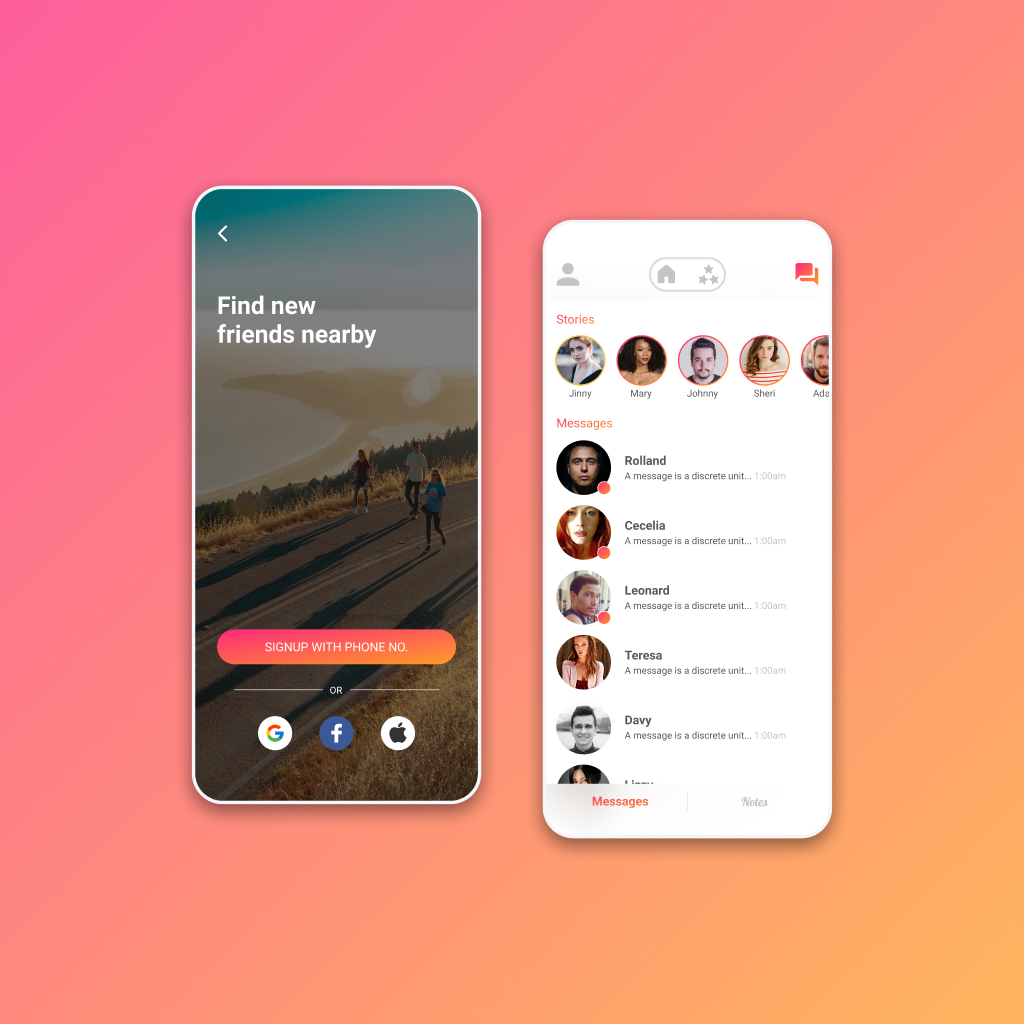 Find new
friends nearby
SIGNUP WITH PHONE NO.
OR
Stories
Jinny Mary Johnny Sheri Ada
Messages
Rolland
A message is a discrete unit... 1:00am
Cecelia
A message is a discrete unit... 1:00am
Leonard
A message is a discrete unit... 1:00am
Teresa
A message is a discrete unit... 1:00am
Davy
A message is a discrete unit... 1:00am
Messages Notes